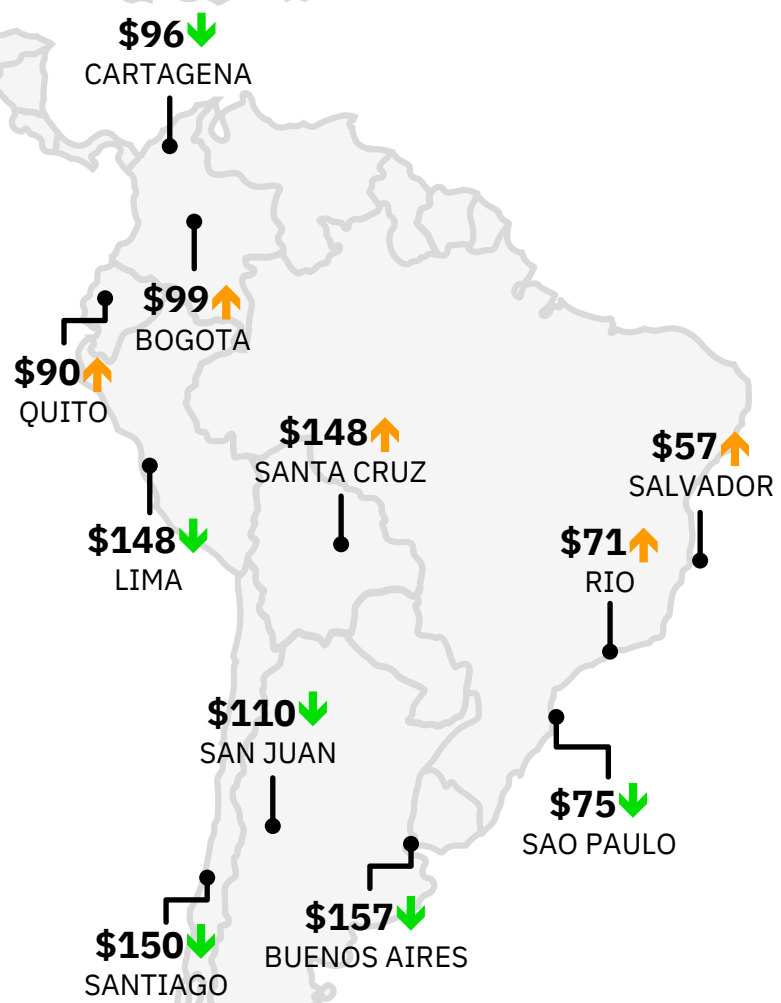 $96↓
CARTAGENA
$99↑
BOGOTA
$90↑
QUITO
$148↑
SANTA CRUZ
$57↑
SALVADOR
$148↓
LIMA
$71↑
RIO
$110↓
SAN JUAN
$75↓
SAO PAULO
$157↓
BUENOS AIRES
$150↓
SANTIAGO